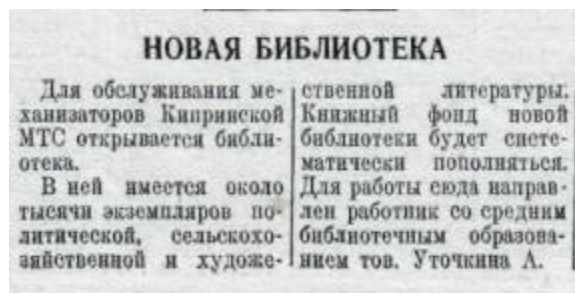 НОВАЯ БИБЛИОТЕКА
Для обслуживания ме-
ханизаторов Кипринской
МТС открывается библи-
отека.
В ней имеется около
тысячи экземпляров по-
литической, сельскохо-
зяйственной и художе-
ственной литературы.
Книжный фонд новой
библиотеки будет систе-
матически пополняться.
Для работы сюда направ-
лен работник со средним
библиотечным образова-
нием тов. Уточкина А.